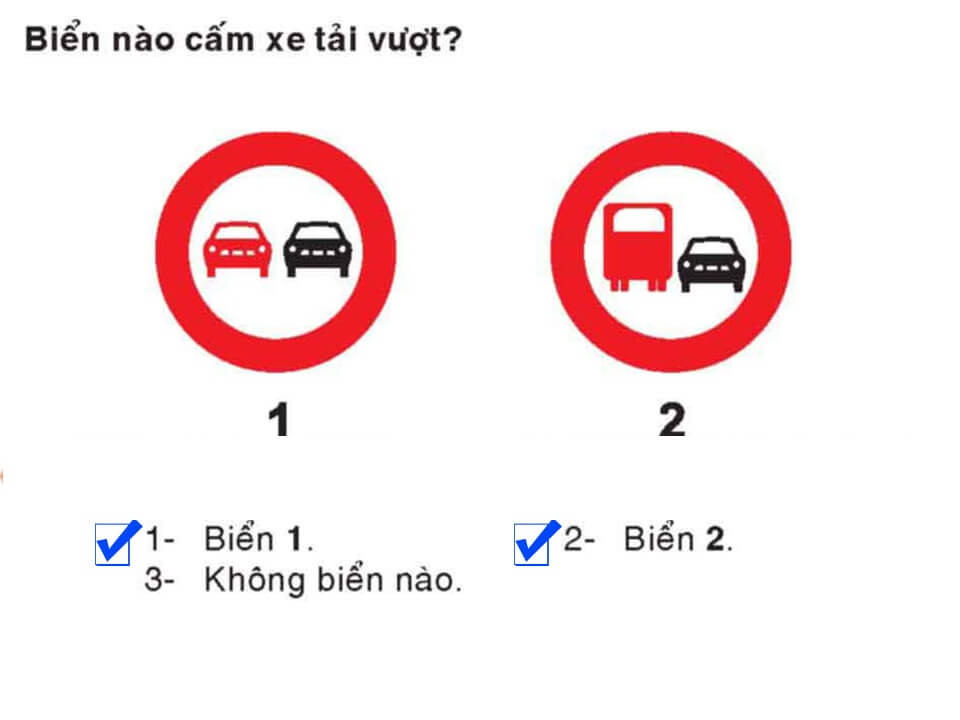 Biển nào cấm xe tải vượt?
1 2
1- Biển 1. 2- Biển 2.
3- Không biển nào.